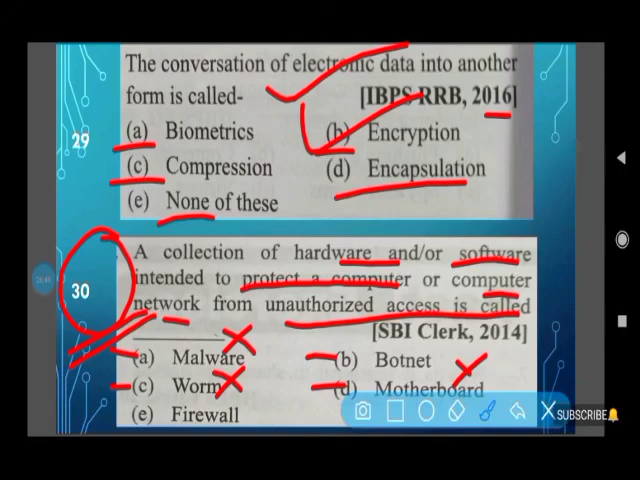 The conversation of electronic data into another
form is called- [IBPS RRB, 2016]
29
(a) Biometrics (b) Encryption
(c) Compression (d) Encapsulation
(e) None of these
A collection of hardware and/or software
intended to protect a computer or computer
30
network from unauthorized access is called
[SBI Clerk, 2014]
(a) Malware (b) Botnet
(c) Worm (d) Motherboard
(e) Firewall
SUBSCRIBE